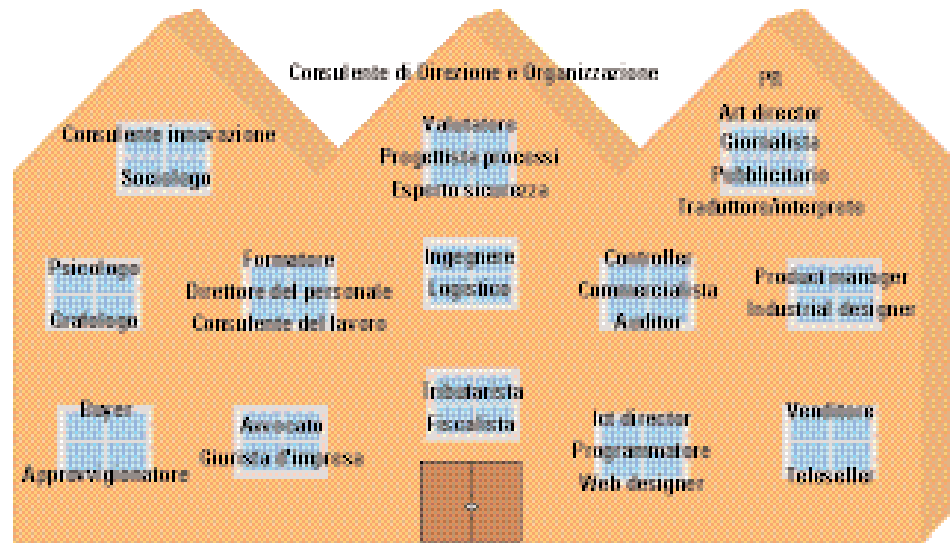 Consulente di Direzione e Organizzazione
PR
Art director
Consulente innovazione
Valutatore
Giornalista
Progettista processi
Sociologo
Pubblicitario
Esperto sicurezza
Traduttore/interprete
Psicologo
Formatore
Ingegnere
Controller
Product manager
Direttore del personale
Logistico
Commercialista
Grafologo
Consulente del lavoro
Auditor
Industrial designer
Buyer
Avvocato
Tributarista
Ict director
Venditore
Fiscalista
Programmatore
Approvvigionatore
Giurista d'impresa
Web designer
Teleseller